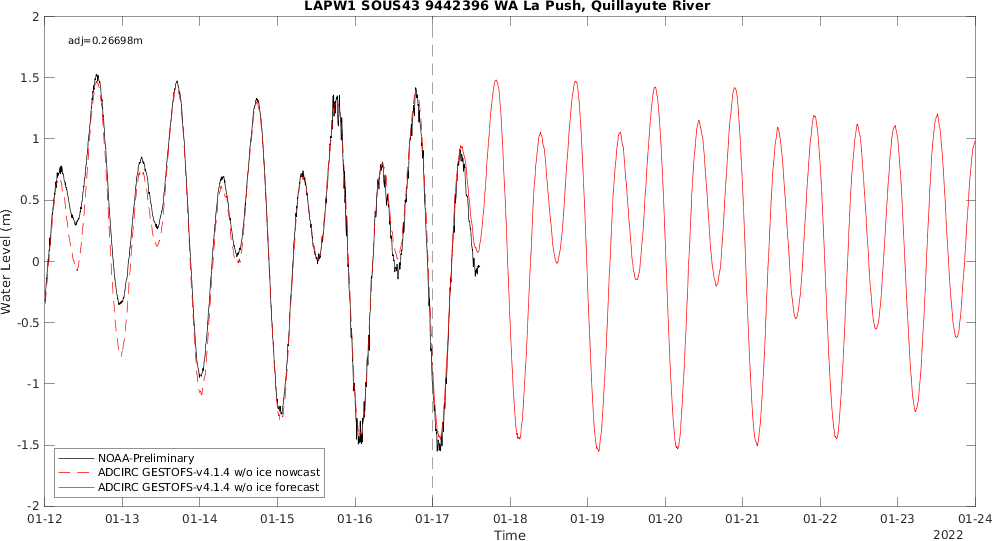 LAPW1 SOUS43 9442396 WA La Push, Quillayute River
adj=0.26698m
2
1.5
1
0.5
0
-0.5
-1
-1.5
-2
Water Level (m)
NOAA-Preliminary
ADCIRC GESTOFS-v4.1.4 w/o ice nowcast
ADCIRC GESTOFS-v4.1.4 w/o ice forecast
01-12 01-13 01-14 01-15 01-16 01-17 01-18 01-19 01-20 01-21 01-22 01-23 01-24
Time
2022